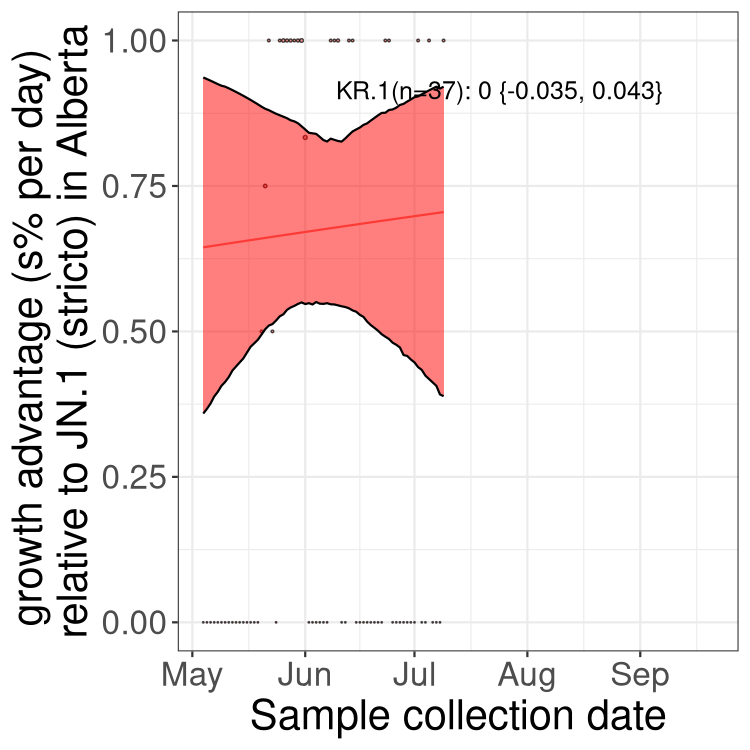 growth advantage (s% per day)
relative to JN.1 (stricto) in Alberta
1.00
0.75
0.50
0.25
0.00
KR.1(n=37): 0 {-0.035, 0.043}
May Jun Jul Aug Sep
Sample collection date